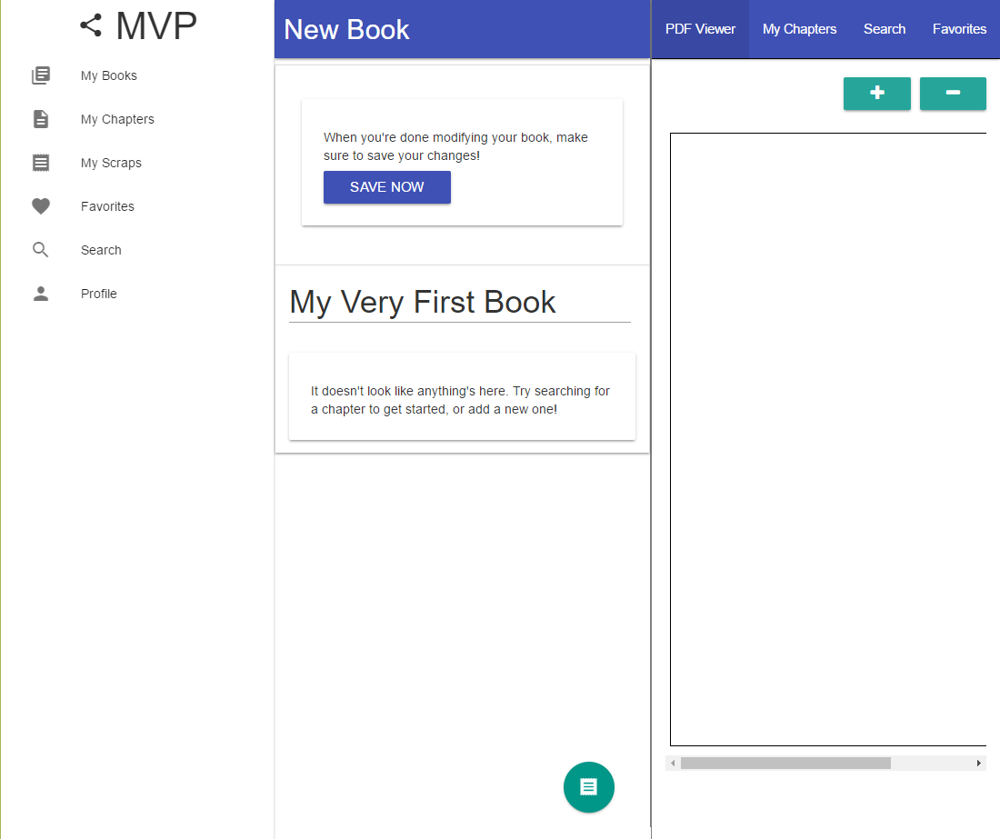 MVP
My Books
My Chapters
My Scraps
Favorites
Search
Profile
New Book
When you're done modifying your book, make
sure to save your changes!
SAVE NOW
My Very First Book
It doesn't look like anything's here. Try searching for
a chapter to get started, or add a new one!
PDF Viewer My Chapters Search Favorites